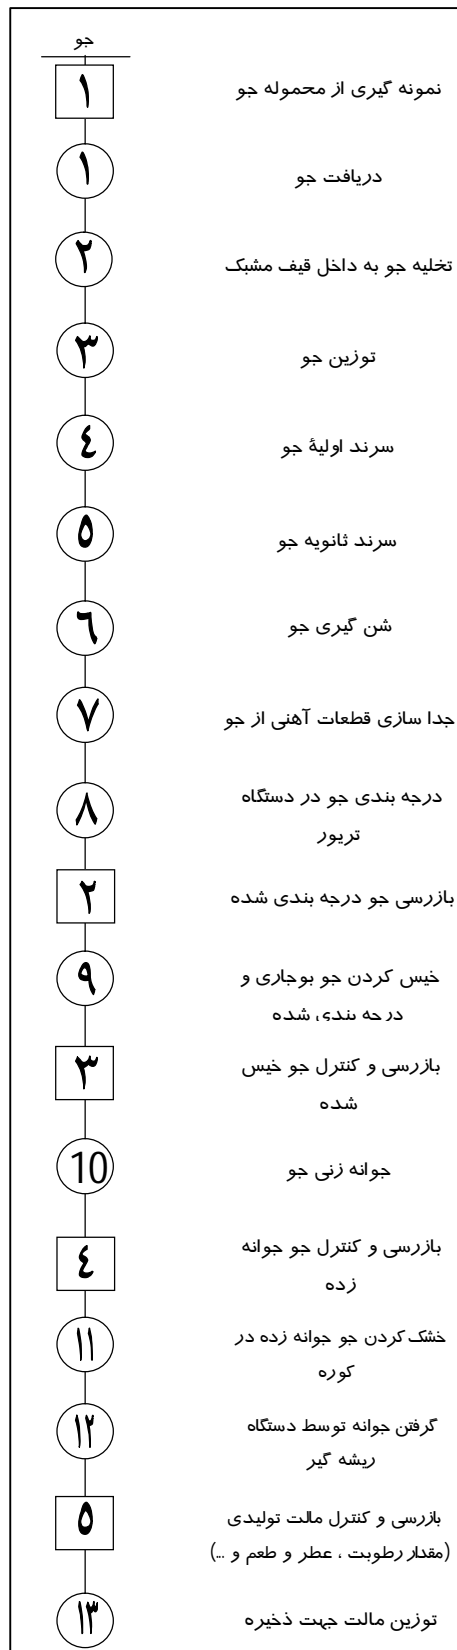 جو
۱
نمونه گیری از محموله جو
۱
دریافت جو
۲
تخلیه جو به داخل قیف مشبک
۳
توزین جو
٤
سرند اولیهٔ جو
٥
سرند ثانویه جو
٦
شن گیری جو
۷
جدا سازی قطعات آهنی از جو
۸
درجه بندی جو در دستگاه
تریور
۲
بازرسی جو درجه بندی شده
۹
خیس کردن جو بوجاری و
درجه بندی شده
۳
بازرسی و کنترل جو خیس
شده
10
جوانه زنی جو
٤
بازرسی و کنترل جو جوانه
زده
۱۱
خشک کردن جو جوانه زده در
کوره
۱۲
گرفتن جوانه توسط دستگاه
ریشه گیر
٥
بازرسی و کنترل مالت تولیدی
(مقدار رطوبت ، عطر و طعم و ...)
۱۳
توزین مالت جهت ذخیره